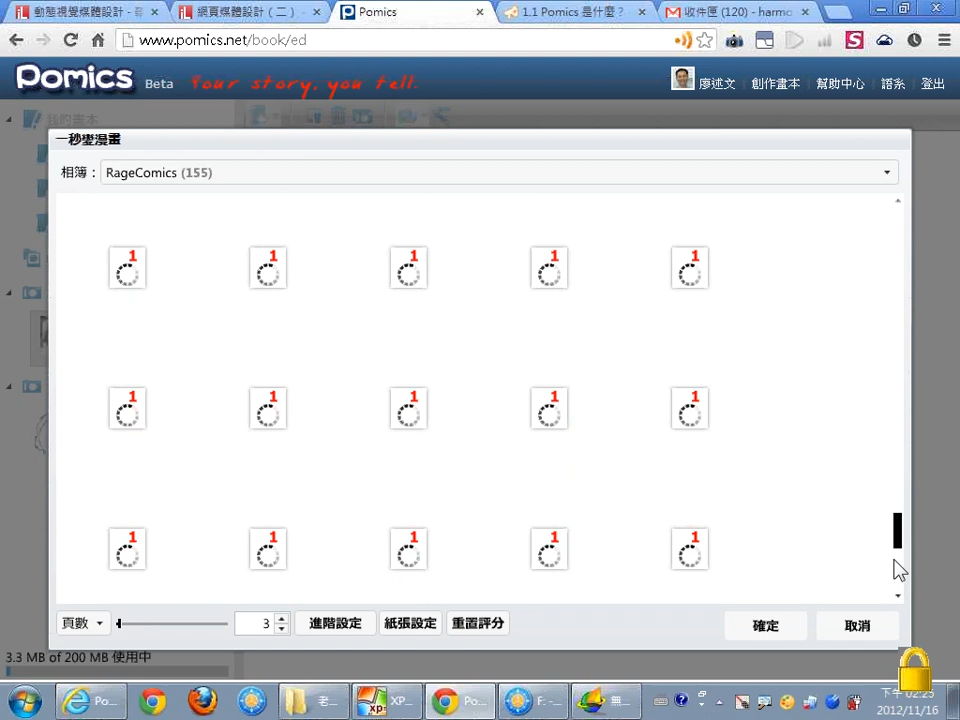 動態視覺媒體設計 -
網頁媒體設計（二）-
Pomics
1.1 Pomics 是什麼？
收件匣 (120) - harmo
www.pomics.net/book/ed
Pomics Beta Your story, you tell.
廖述文 創作畫本 幫助中心 語系 登出
我的畫本
一秒變漫畫
相簿：RageComics (155)
1 1 1 1 1
1 1 1 1 1
1 1 1 1 1
頁數 3 進階設定 紙張設定 重置評分 確定 取消
3.3 MB of 200 MB 使用中
Po... 老... XP... Po... F: -... 無...
下午 02:23
2012/11/16